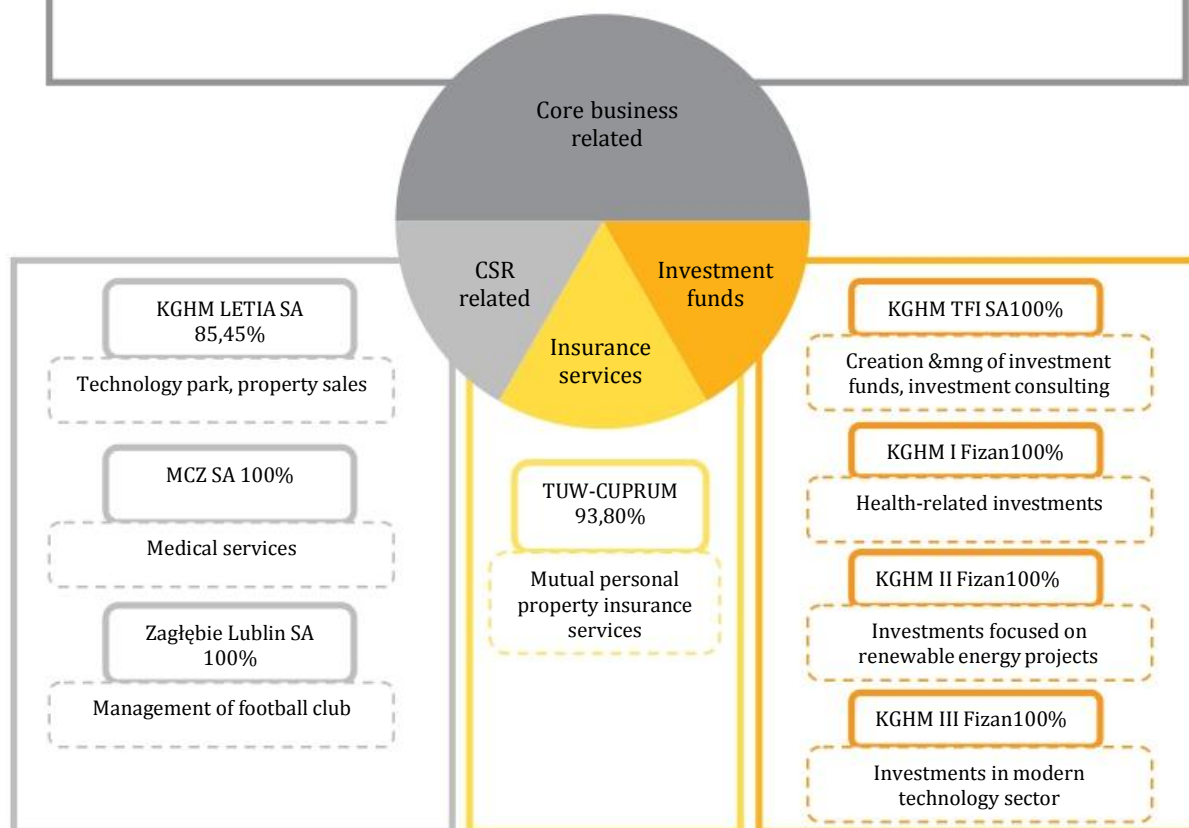 Core business
related
CSR
related
Insurance
services
Investment
funds
KGHM LETIA SA
85,45%
Technology park, property sales
MCZ SA 100%
Medical services
Zagłębie Lublin SA
100%
Management of football club
TUW-CUPRUM
93,80%
Mutual personal
property insurance
services
KGHM TFI SA100%
Creation &mng of investment
funds, investment consulting
KGHM I Fizan100%
Health-related investments
KGHM II Fizan100%
Investments focused on
renewable energy projects
KGHM III Fizan100%
Investments in modern
technology sector